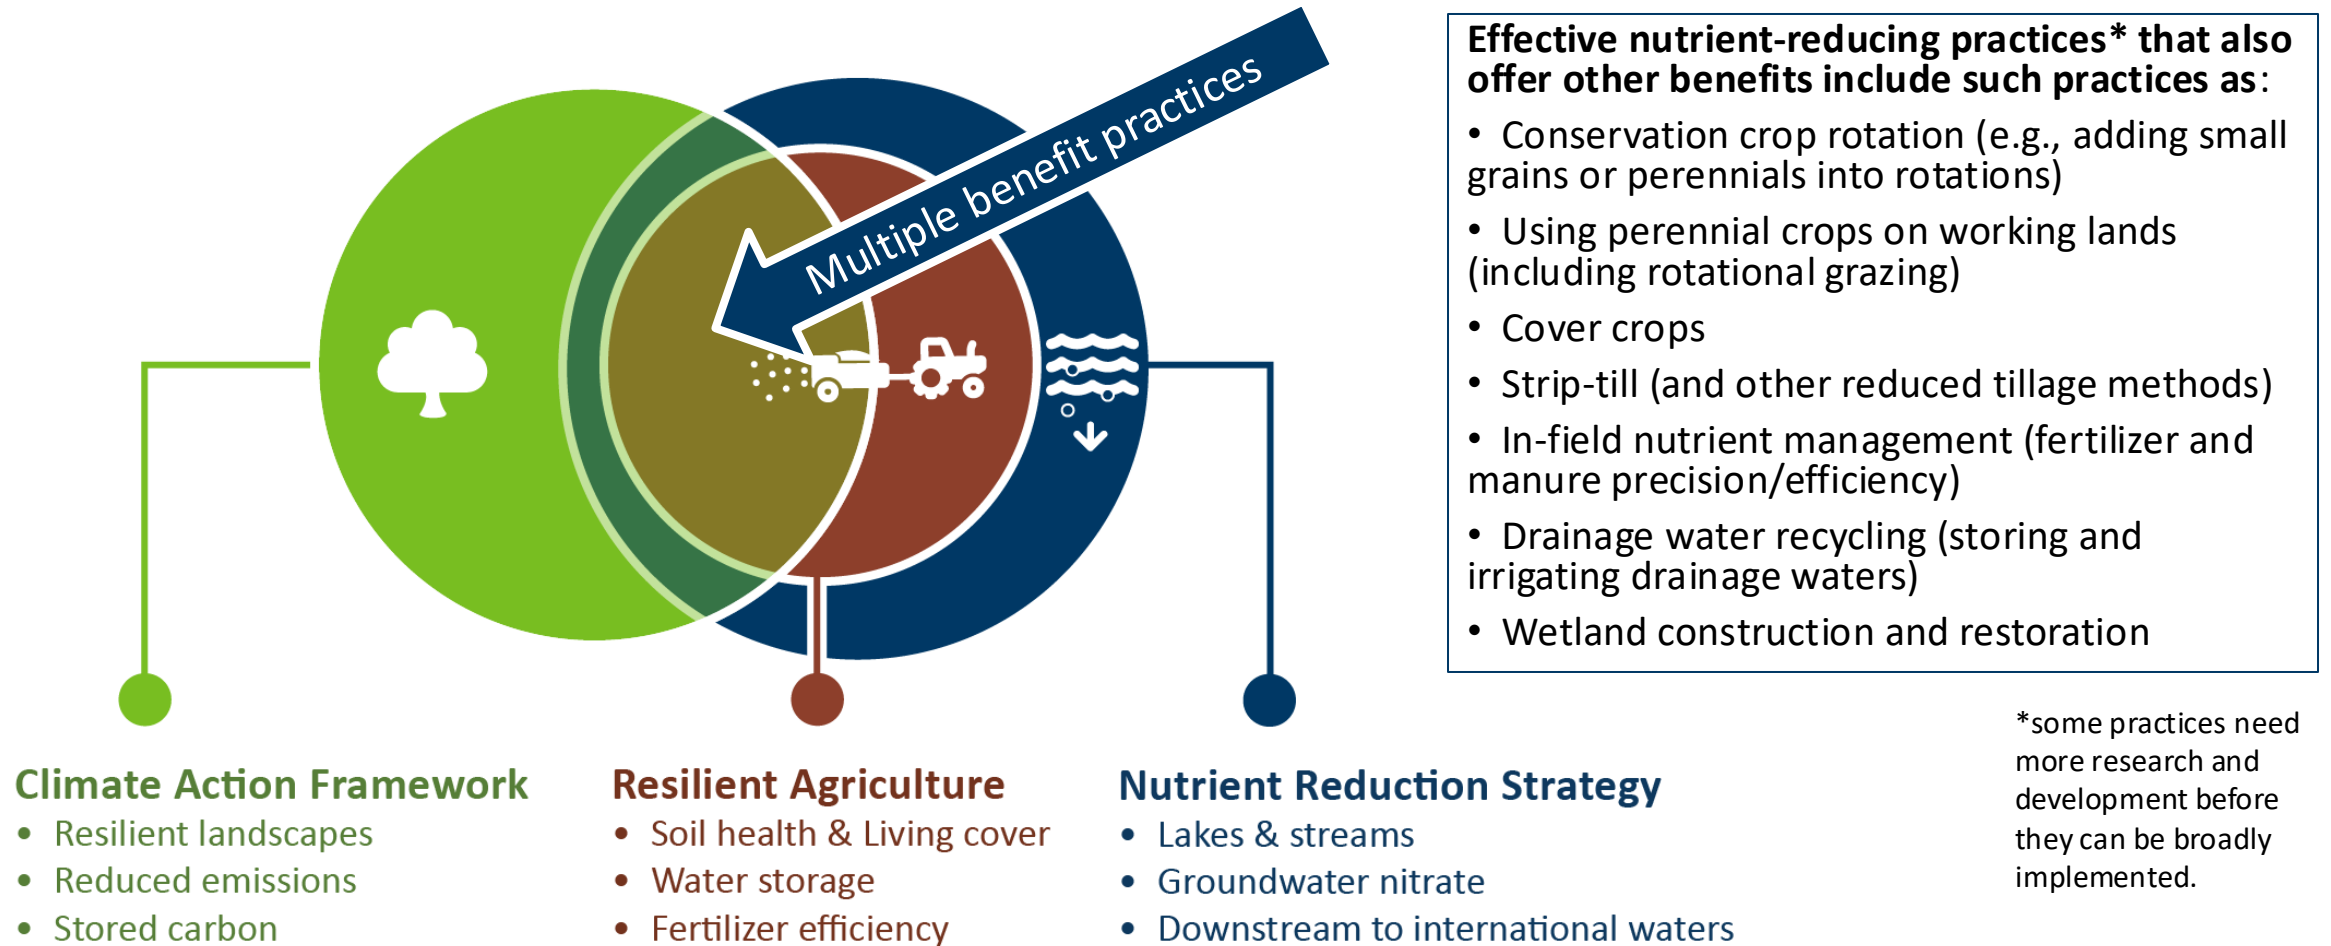 Multiple benefit practices
Effective nutrient-reducing practices* that also
offer other benefits include such practices as:
• Conservation crop rotation (e.g., adding small
grains or perennials into rotations)
• Using perennial crops on working lands
(including rotational grazing)
• Cover crops
• Strip-till (and other reduced tillage methods)
• In-field nutrient management (fertilizer and
manure precision/efficiency)
• Drainage water recycling (storing and
irrigating drainage waters)
• Wetland construction and restoration
*some practices need
more research and
development before
they can be broadly
implemented.
Climate Action Framework
• Resilient landscapes
• Reduced emissions
• Stored carbon
Resilient Agriculture
• Soil health & Living cover
• Water storage
• Fertilizer efficiency
Nutrient Reduction Strategy
• Lakes & streams
• Groundwater nitrate
• Downstream to international waters